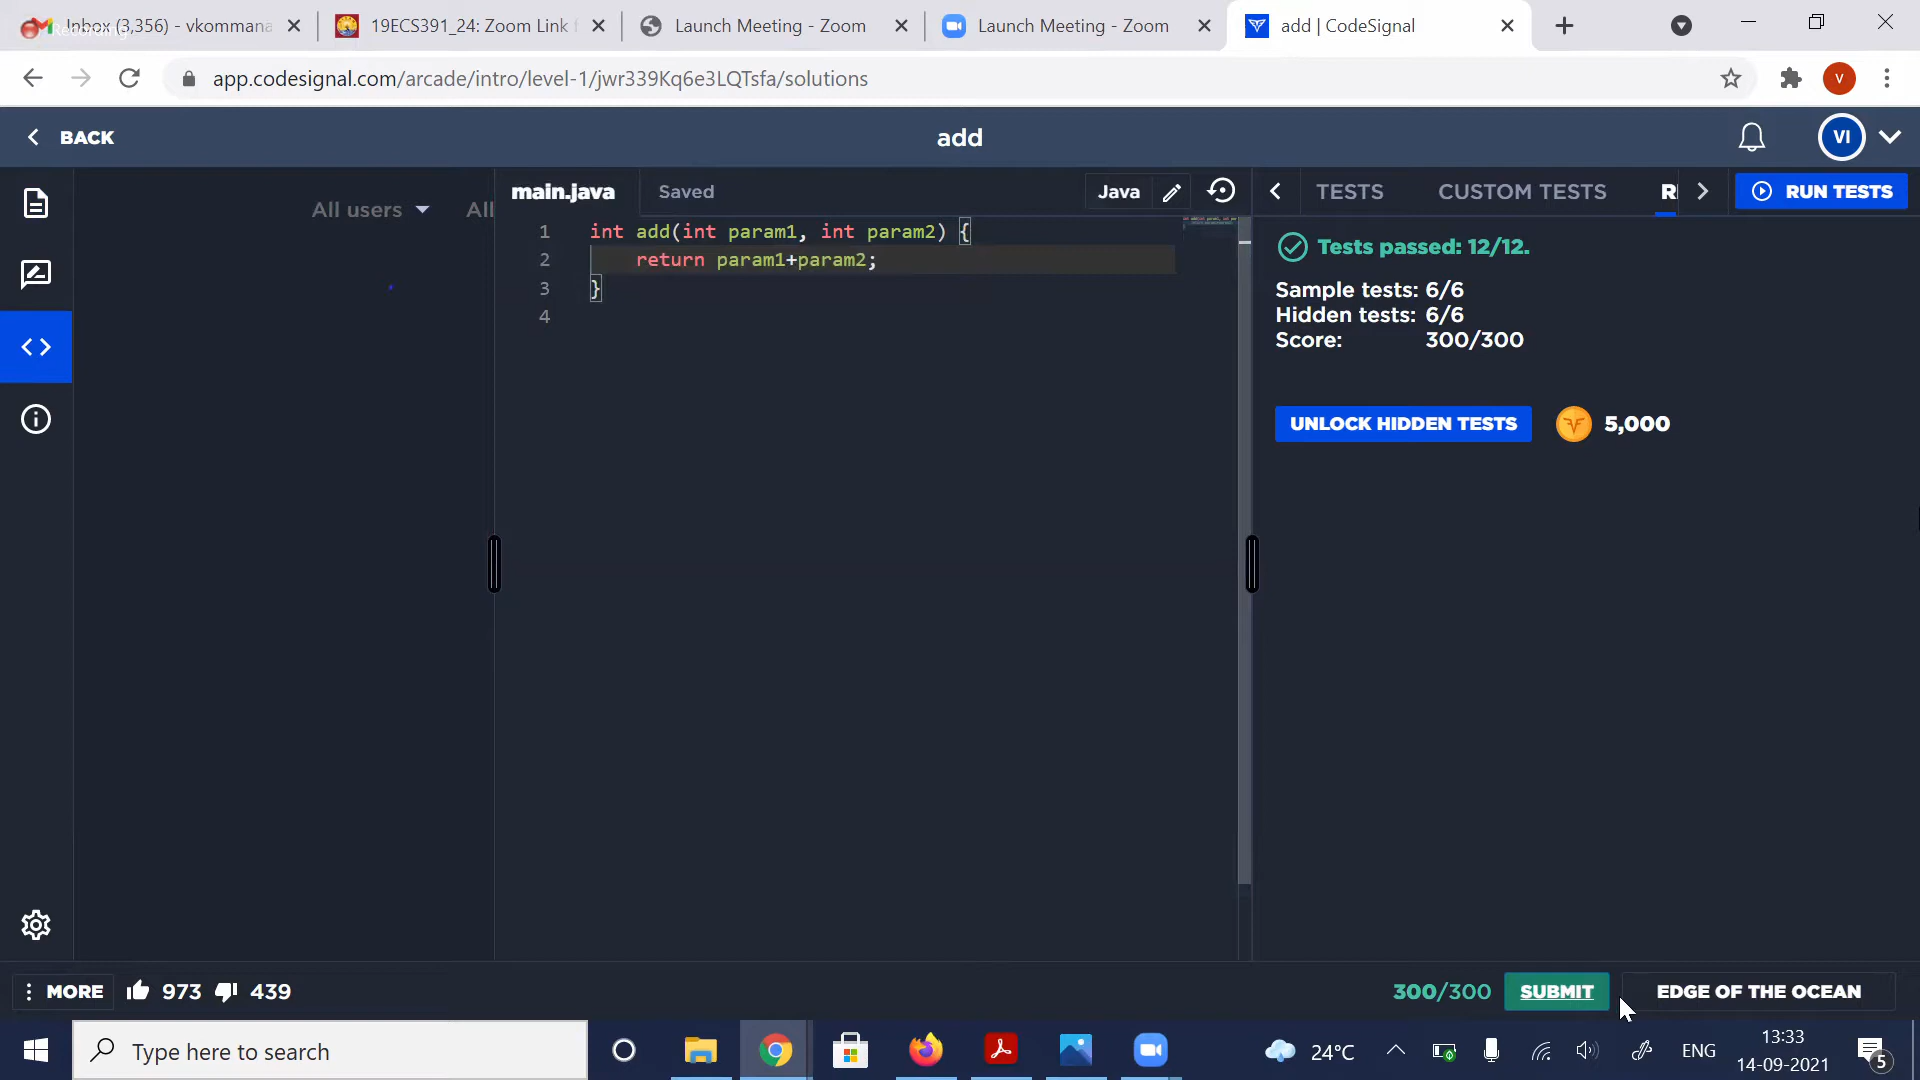 Inbox (3,356) - vkommana
19ECS391_24: Zoom Link f
Launch Meeting - Zoom
Launch Meeting - Zoom
add | CodeSignal
Recording
app.codesignal.com/arcade/intro/level-1/jwr339Kq6e3LQTsfa/solutions
V
BACK
add
VI
All users
All
main.java
Saved
Java
TESTS
CUSTOM TESTS
RUN TESTS
1 int add(int param1, int param2) {
2 return param1+param2;
3 }
4
Tests passed: 12/12.
Sample tests: 6/6
Hidden tests: 6/6
Score: 300/300
UNLOCK HIDDEN TESTS
5,000
MORE
973
439
300/300
SUBMIT
EDGE OF THE OCEAN
Type here to search
24°C
ENG
13:33
14-09-2021
5